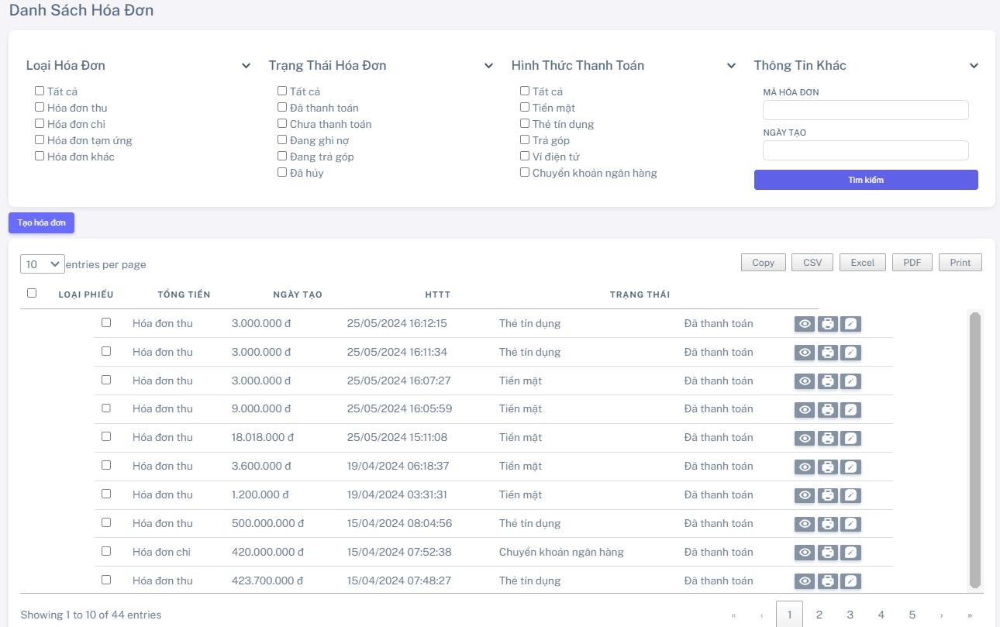 Danh Sách Hóa Đơn
Loại Hóa Đơn
Tất cả
Hóa đơn thu
Hóa đơn chi
Hóa đơn tạm ứng
Hóa đơn khác
Trạng Thái Hóa Đơn
Tất cả
Đã thanh toán
Chưa thanh toán
Đang ghi nợ
Đang trả góp
Đã hủy
Hình Thức Thanh Toán
Tất cả
Tiền mặt
Thẻ tín dụng
Trả góp
Ví điện tử
Chuyển khoản ngân hàng
Thông Tin Khác
MÃ HÓA ĐƠN
NGÀY TẠO
Tìm kiếm
Tạo hóa đơn
10 entries per page
Copy CSV Excel PDF Print
LOẠI PHIẾU TỔNG TIỀN NGÀY TẠO HTTT TRẠNG THÁI
Hóa đơn thu 3.000.000 đ 25/05/2024 16:12:15 Thẻ tín dụng Đã thanh toán
Hóa đơn thu 3.000.000 đ 25/05/2024 16:11:34 Thẻ tín dụng Đã thanh toán
Hóa đơn thu 3.000.000 đ 25/05/2024 16:07:27 Tiền mặt Đã thanh toán
Hóa đơn thu 9.000.000 đ 25/05/2024 16:05:59 Tiền mặt Đã thanh toán
Hóa đơn thu 18.018.000 đ 25/05/2024 15:11:08 Tiền mặt Đã thanh toán
Hóa đơn thu 3.600.000 đ 19/04/2024 06:18:37 Tiền mặt Đã thanh toán
Hóa đơn thu 1.200.000 đ 19/04/2024 03:31:31 Tiền mặt Đã thanh toán
Hóa đơn thu 500.000.000 đ 15/04/2024 08:04:56 Thẻ tín dụng Đã thanh toán
Hóa đơn chi 420.000.000 đ 15/04/2024 07:52:38 Chuyển khoản ngân hàng Đã thanh toán
Hóa đơn thu 423.700.000 đ 15/04/2024 07:48:27 Thẻ tín dụng Đã thanh toán
Showing 1 to 10 of 44 entries
« ‹ 1 2 3 4 5 › »